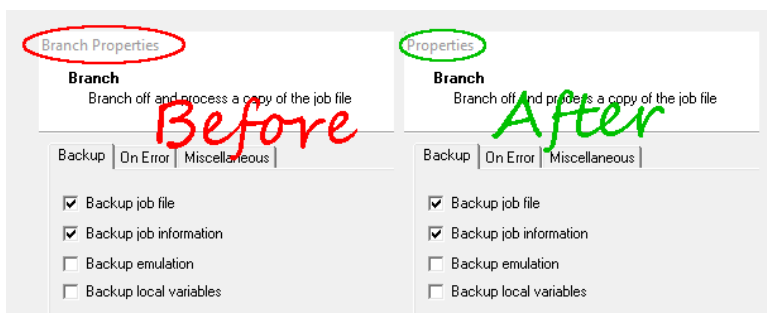 Branch Properties
Branch
Branch off and process a copy of the job file
Before
Backup On Error Miscellaneous
Backup job file
Backup job information
Backup emulation
Backup local variables
Properties
Branch
Branch off and process a copy of the job file
After
Backup On Error Miscellaneous
Backup job file
Backup job information
Backup emulation
Backup local variables